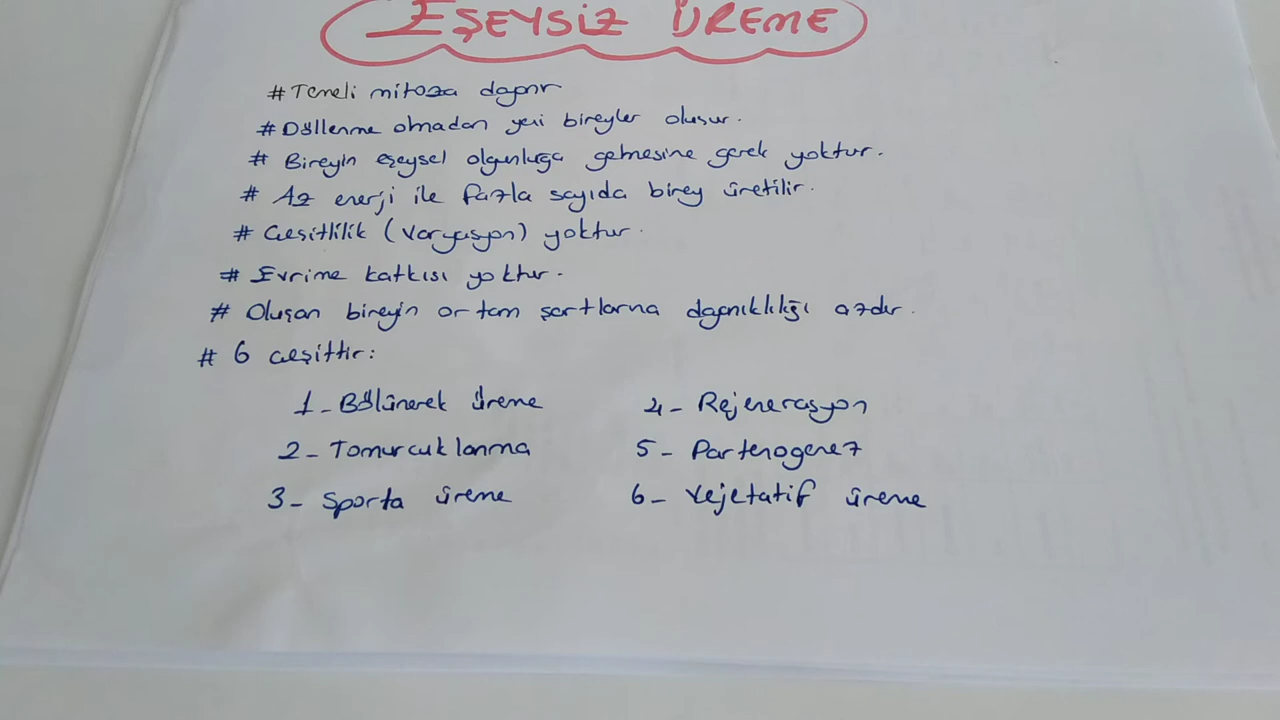 EŞEYSİZ ÜREME
# Temeli mitoza dayanır
# Döllenme olmadan yeni bireyler oluşur.
# Bireyin eşeysel olgunluğa gelmesine gerek yoktur.
# Az enerji ile fazla sayıda birey üretilir.
# Çeşitlilik (varyasyon) yoktur.
# Evrime katkısı yoktur.
# Oluşan bireyin ortam şartlarına dayanıklılığı azdır.
# 6 çeşittir:
1- Bölünerek üreme
2- Tomurcuklanma
3- Sporla üreme
4- Rejenerasyon
5- Partenogenez
6- Vejetatif üreme